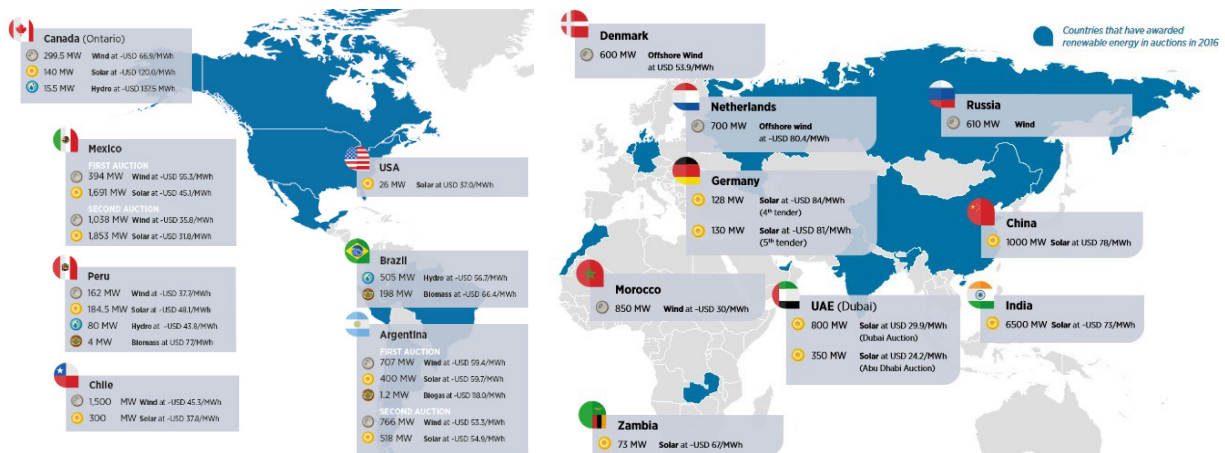 Canada (Ontario)
299.5 MW Wind at ~USD 66.9/MWh
140 MW Solar at ~USD 120.0/MWh
15.5 MW Hydro at ~USD 137.5 MWh
Mexico
FIRST AUCTION
394 MW Wind at ~USD 55.3/MWh
1,691 MW Solar at ~USD 45.1/MWh
SECOND AUCTION
1,038 MW Wind at ~USD 35.8/MWh
1,853 MW Solar at ~USD 31.8/MWh
Peru
162 MW Wind at ~USD 37.7/MWh
184.5 MW Solar at ~USD 48.1/MWh
80 MW Hydro at ~USD 43.8/MWh
4 MW Biomass at ~USD 77/MWh
Chile
1,500 MW Wind at ~USD 45.3/MWh
300 MW Solar at ~USD 37.8/MWh
USA
26 MW Solar at USD 37.0/MWh
Brazil
505 MW Hydro at ~USD 56.7/MWh
198 MW Biomass at ~USD 66.4/MWh
Argentina
FIRST AUCTION
707 MW Wind at ~USD 59.4/MWh
400 MW Solar at ~USD 59.7/MWh
1.2 MW Biogas at ~USD 118.0/MWh
SECOND AUCTION
766 MW Wind at ~USD 53.3/MWh
518 MW Solar at ~USD 54.9/MWh
Denmark
600 MW Offshore Wind
at USD 53.9/MWh
Countries that have awarded
renewable energy in auctions in 2016
Netherlands
700 MW Offshore wind
at ~USD 80.4/MWh
Russia
610 MW Wind
Germany
128 MW Solar at ~USD 84/MWh
(4th tender)
130 MW Solar at ~USD 81/MWh
(5th tender)
China
1000 MW Solar at USD 78/MWh
Morocco
850 MW Wind at ~30/MWh
UAE (Dubai)
800 MW Solar at USD 29.9/MWh
(Dubai Auction)
350 MW Solar at USD 24.2/MWh
(Abu Dhabi Auction)
India
6500 MW Solar at ~USD 73/MWh
Zambia
73 MW Solar at ~USD 67/MWh